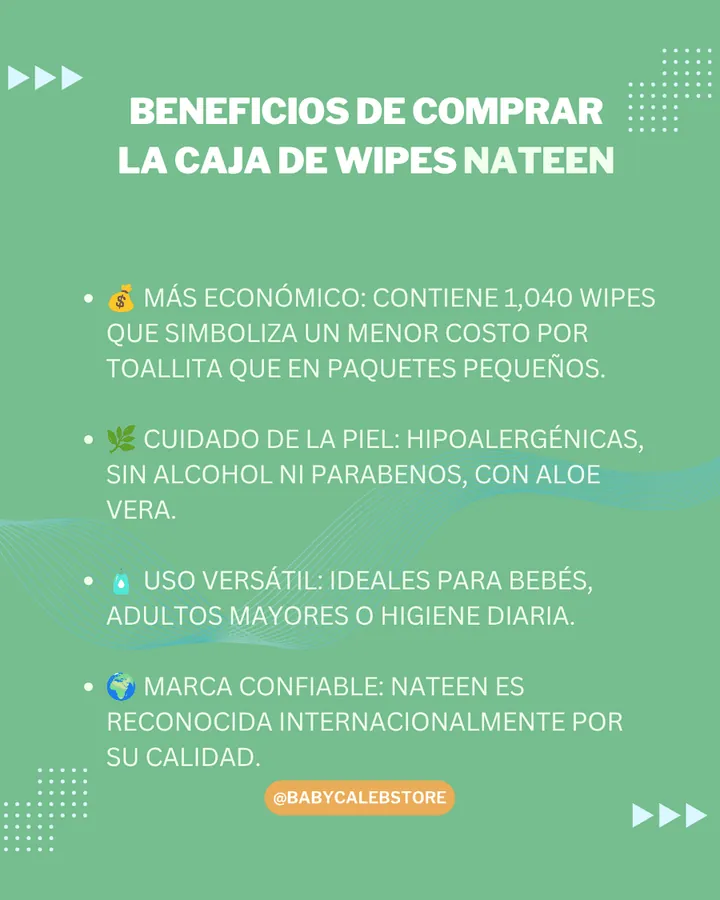 BENEFICIOS DE COMPRAR
LA CAJA DE WIPES NATEEN
• 💰 MÁS ECONÓMICO: CONTIENE 1,040 WIPES
QUE SIMBOLIZA UN MENOR COSTO POR
TOALLITA QUE EN PAQUETES PEQUEÑOS.
• 🌿 CUIDADO DE LA PIEL: HIPOALERGÉNICAS,
SIN ALCOHOL NI PARABENOS, CON ALOE
VERA.
• 🧴 USO VERSÁTIL: IDEALES PARA BEBÉS,
ADULTOS MAYORES O HIGIENE DIARIA.
• 🌍 MARCA CONFIABLE: NATEEN ES
RECONOCIDA INTERNACIONALMENTE POR
SU CALIDAD.
@BABYCALEBSTORE